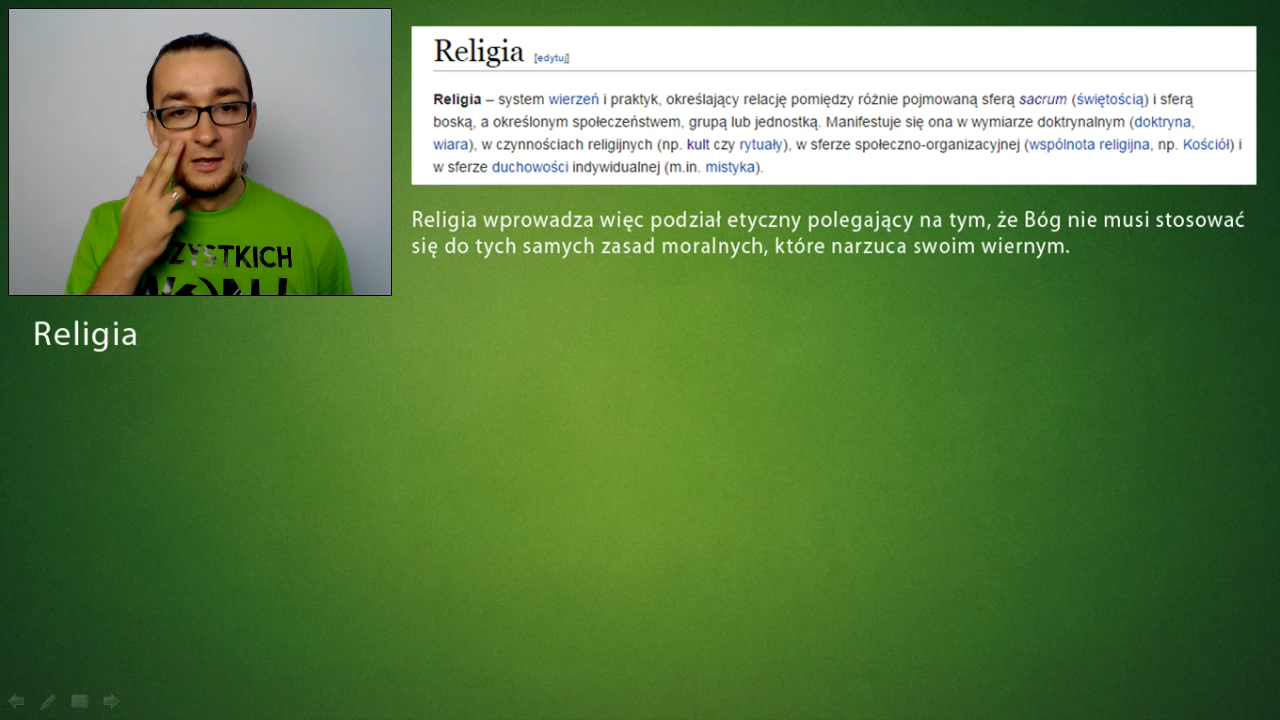 Religia [edytuj]
Religia – system wierzeń i praktyk, określający relację pomiędzy różnie pojmowaną sferą sacrum (świętością) i sferą
boską, a określonym społeczeństwem, grupą lub jednostką. Manifestuje się ona w wymiarze doktrynalnym (doktryna,
wiara), w czynnościach religijnych (np. kult czy rytuały), w sferze społeczno-organizacyjnej (wspólnota religijna, np. Kościół) i
w sferze duchowości indywidualnej (m.in. mistyka).
Religia wprowadza więc podział etyczny polegający na tym, że Bóg nie musi stosować
się do tych samych zasad moralnych, które narzuca swoim wiernym.
ZYSTKICH
Religia